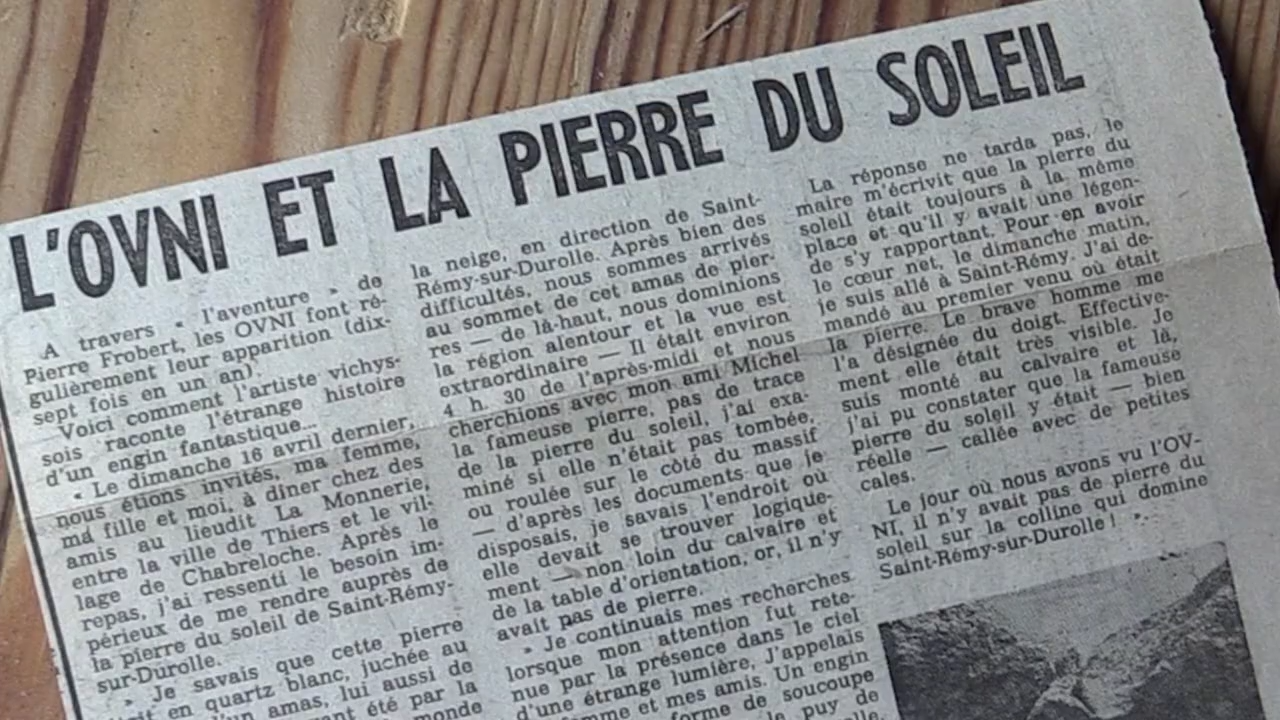 L'OVNI ET LA PIERRE DU SOLEIL
A travers « l'aventure » de
Pierre Frobert, les OVNI font ré-
gulièrement leur apparition (dix-
sept fois en un an)
Voici comment l'artiste vichys-
sois raconte l'étrange histoire
d'un engin fantastique...
« Le dimanche 16 avril dernier,
nous étions invités, ma femme,
ma fille et moi, à dîner chez des
amis au lieudit La Monnerie,
entre la ville de Thiers et le vil-
lage de Chabreloche. Après le
repas, j'ai ressenti le besoin im-
périeux de me rendre auprès de
la pierre du soleil de Saint-Rémy-
sur-Durolle.
» Je savais que cette pierre
en quartz blanc, juchée au
amas, lui aussi de
été par la
monde
la neige, en direction de Saint-
Rémy-sur-Durolle. Après bien des
difficultés, nous sommes arrivés
au sommet de cet amas de pier-
res — de là-haut, nous dominions
la région alentour et la vue est
extraordinaire — Il était environ
4 h. 30 de l'après-midi et nous
cherchions avec mon ami Michel
la fameuse pierre, pas de trace
de la pierre du soleil, j'ai exa-
miné si elle n'était pas tombée,
ou roulée sur le côté du massif
— d'après les documents que je
disposais, je savais l'endroit où
elle devait se trouver logique-
ment — non loin du calvaire et
de la table d'orientation, or, il n'y
avait pas de pierre.
» Je continuais mes recherches
lorsque mon attention fut rete-
nue par la présence dans le ciel
d'une étrange lumière, J'appelais
femme et mes amis. Un engin
forme de soucoupe
le puy de
La réponse ne tarda pas, le
maire m'écrivit que la pierre du
soleil était toujours à la même
place et qu'il y avait une légen-
de s'y rapportant. Pour en avoir
le cœur net, le dimanche matin,
je suis allé à Saint-Rémy. J'ai de-
mandé au premier venu où était
la pierre. Le brave homme me
l'a désignée du doigt. Effective-
ment elle était très visible. Je
suis monté au calvaire et là,
j'ai pu constater que la fameuse
pierre du soleil y était — bien
réelle — callée avec de petites
cales.
Le jour où nous avons vu l'OV-
NI, il n'y avait pas de pierre du
soleil sur la colline qui domine
Saint-Rémy-sur-Durolle ! ».